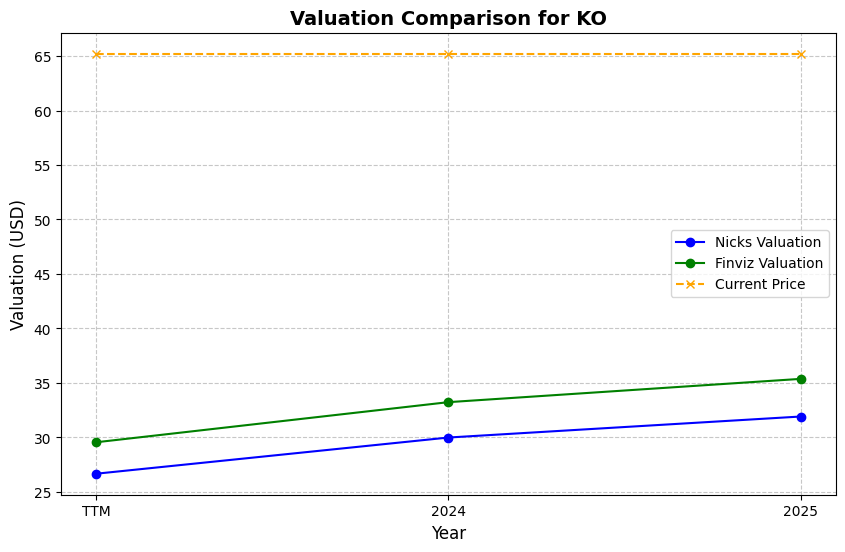 Valuation Comparison for KO
Valuation (USD)
65
60
55
50
45
40
35
30
25
Nicks Valuation
Finviz Valuation
Current Price
TTM
2024
2025
Year